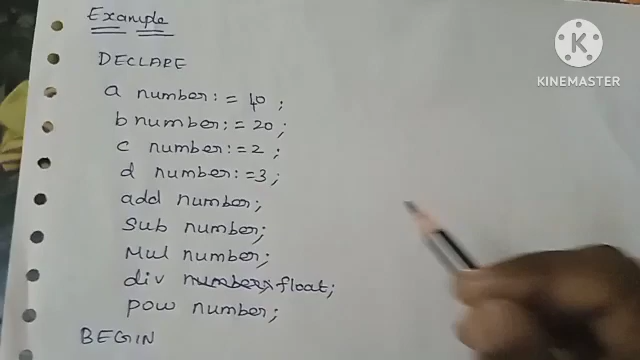 Example
KINEMASTER
DECLARE
a number := 40 ;
b number := 20 ;
c number := 2 ;
d number := 3 ;
add number;
Sub number;
Mul number;
div number; float;
pow number;
BEGIN